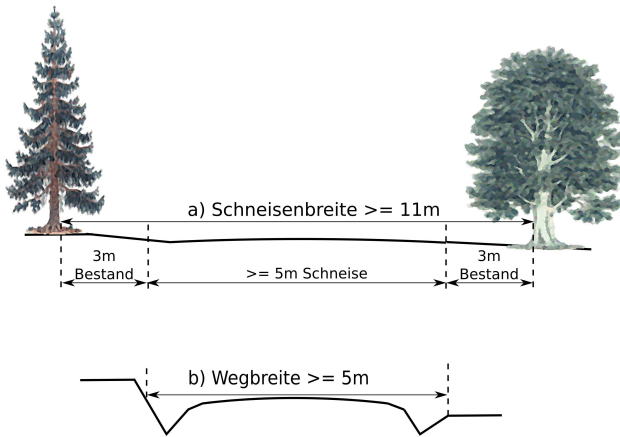 a) Schneisenbreite >= 11m
3m
Bestand
>= 5m Schneise
3m
Bestand
b) Wegbreite >= 5m